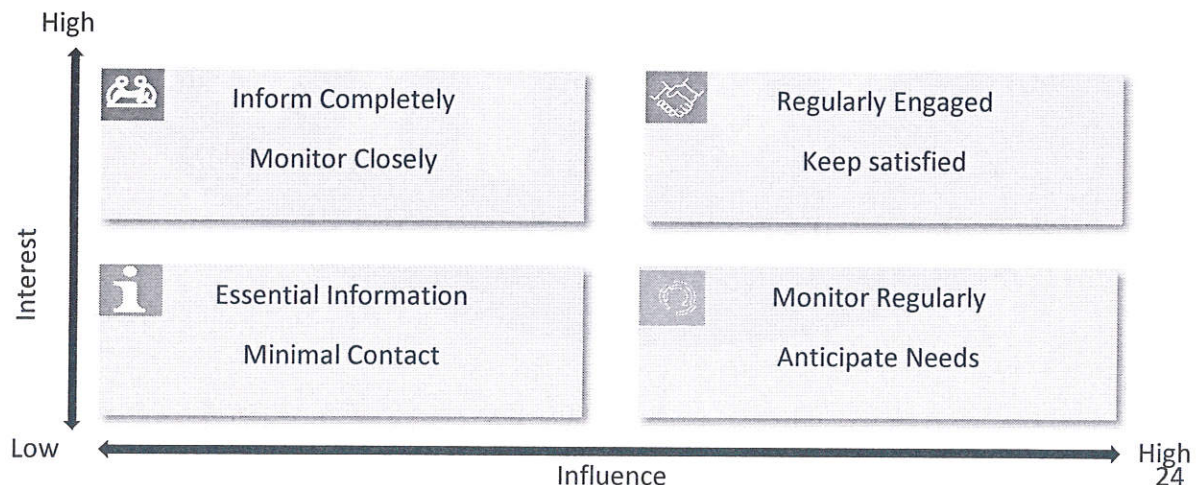 High
Inform Completely
Monitor Closely
Regularly Engaged
Keep satisfied
Interest
Essential Information
Minimal Contact
Monitor Regularly
Anticipate Needs
Low
High
Influence
24